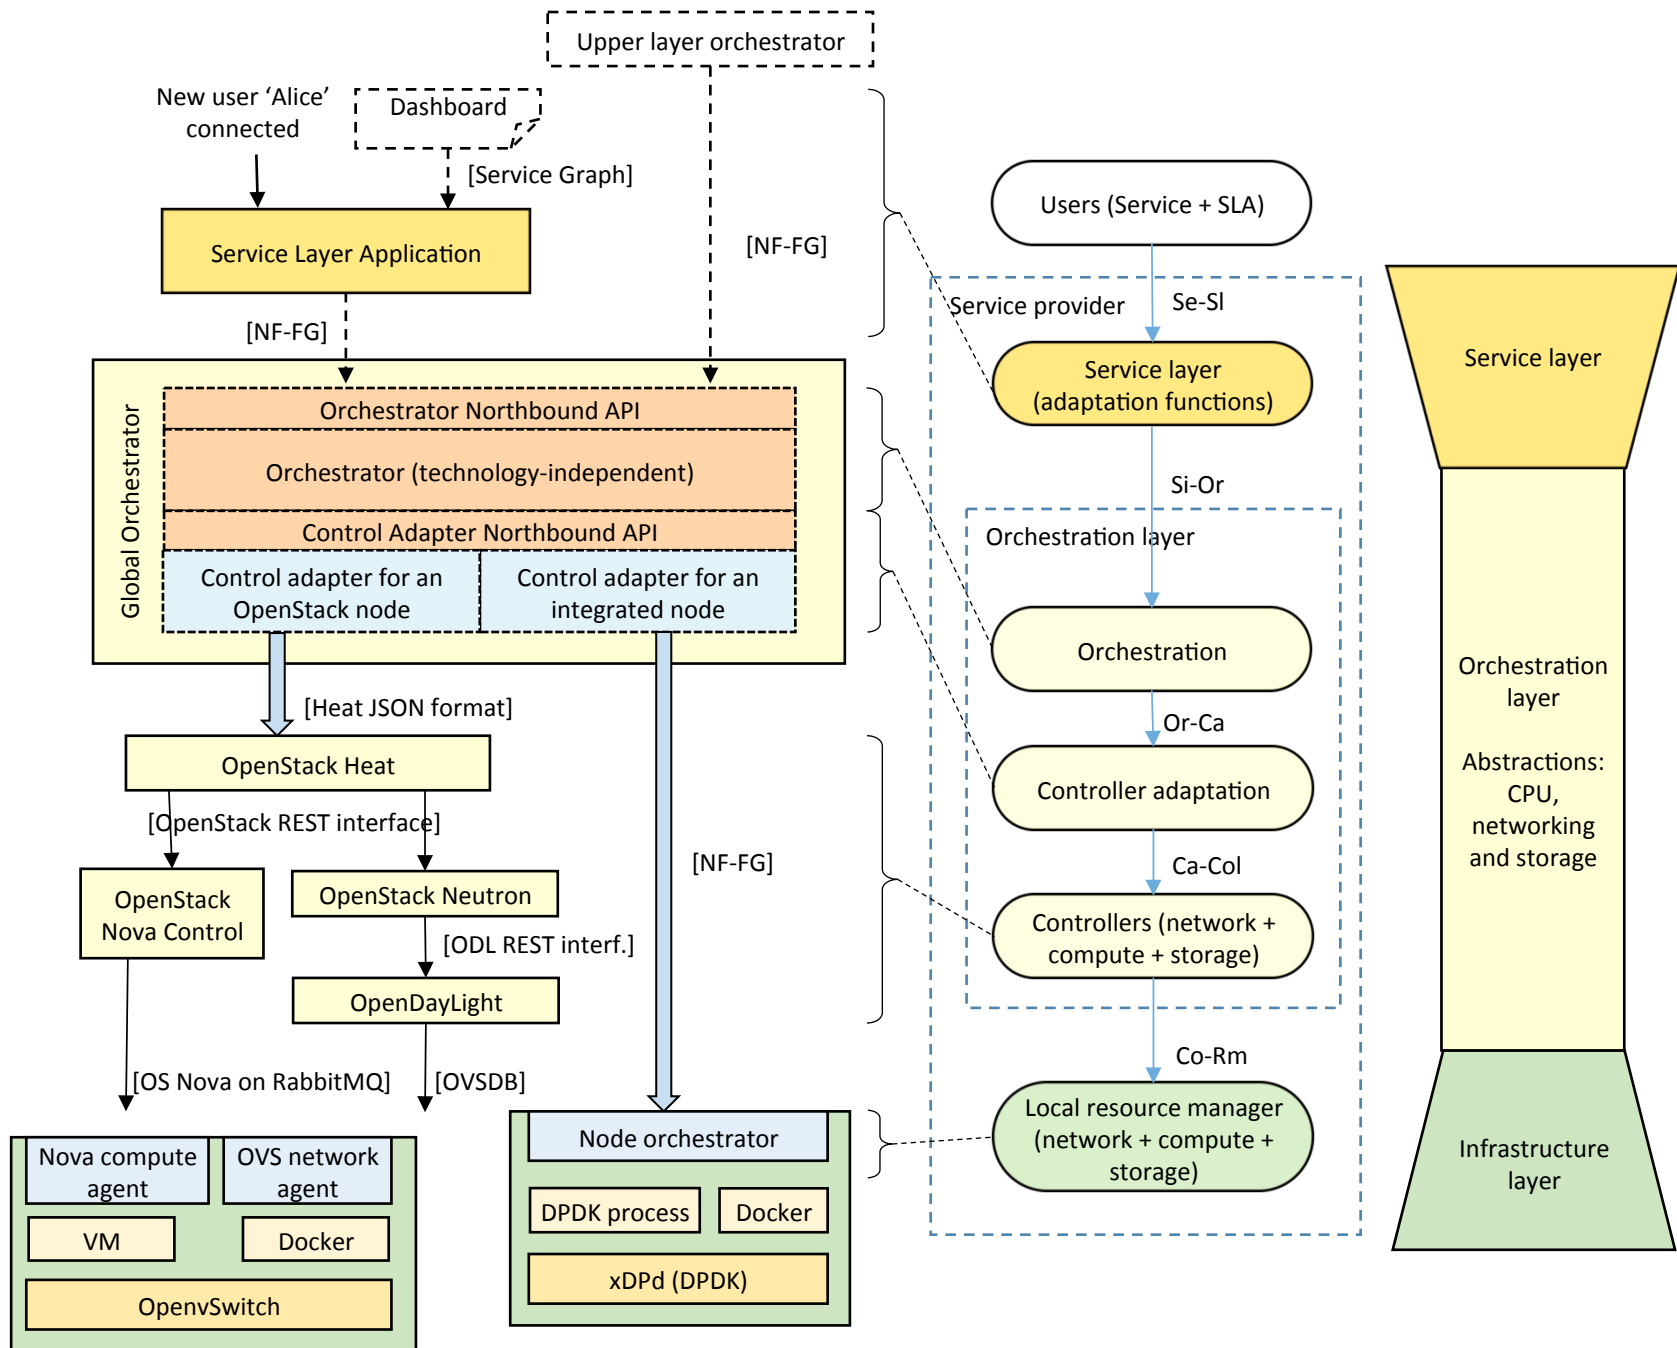 Upper layer orchestrator
New user ‘Alice’
connected
Dashboard
[Service Graph]
Service Layer Application
[NF-FG]
[NF-FG]
Global Orchestrator
Orchestrator Northbound API
Orchestrator (technology-independent)
Control Adapter Northbound API
Control adapter for an
OpenStack node
Control adapter for an
integrated node
[Heat JSON format]
OpenStack Heat
[OpenStack REST interface]
[NF-FG]
OpenStack
Nova Control
OpenStack Neutron
[ODL REST interf.]
OpenDayLight
[OS Nova on RabbitMQ]
[OVSDB]
Nova compute
agent
OVS network
agent
VM
Docker
OpenvSwitch
Node orchestrator
DPDK process
Docker
xDPd (DPDK)
Users (Service + SLA)
Service provider
Se-Sl
Service layer
(adaptation functions)
Si-Or
Orchestration layer
Orchestration
Or-Ca
Controller adaptation
Ca-Col
Controllers (network +
compute + storage)
Co-Rm
Local resource manager
(network + compute +
storage)
Service layer
Orchestration
layer
Abstractions:
CPU,
networking
and storage
Infrastructure
layer